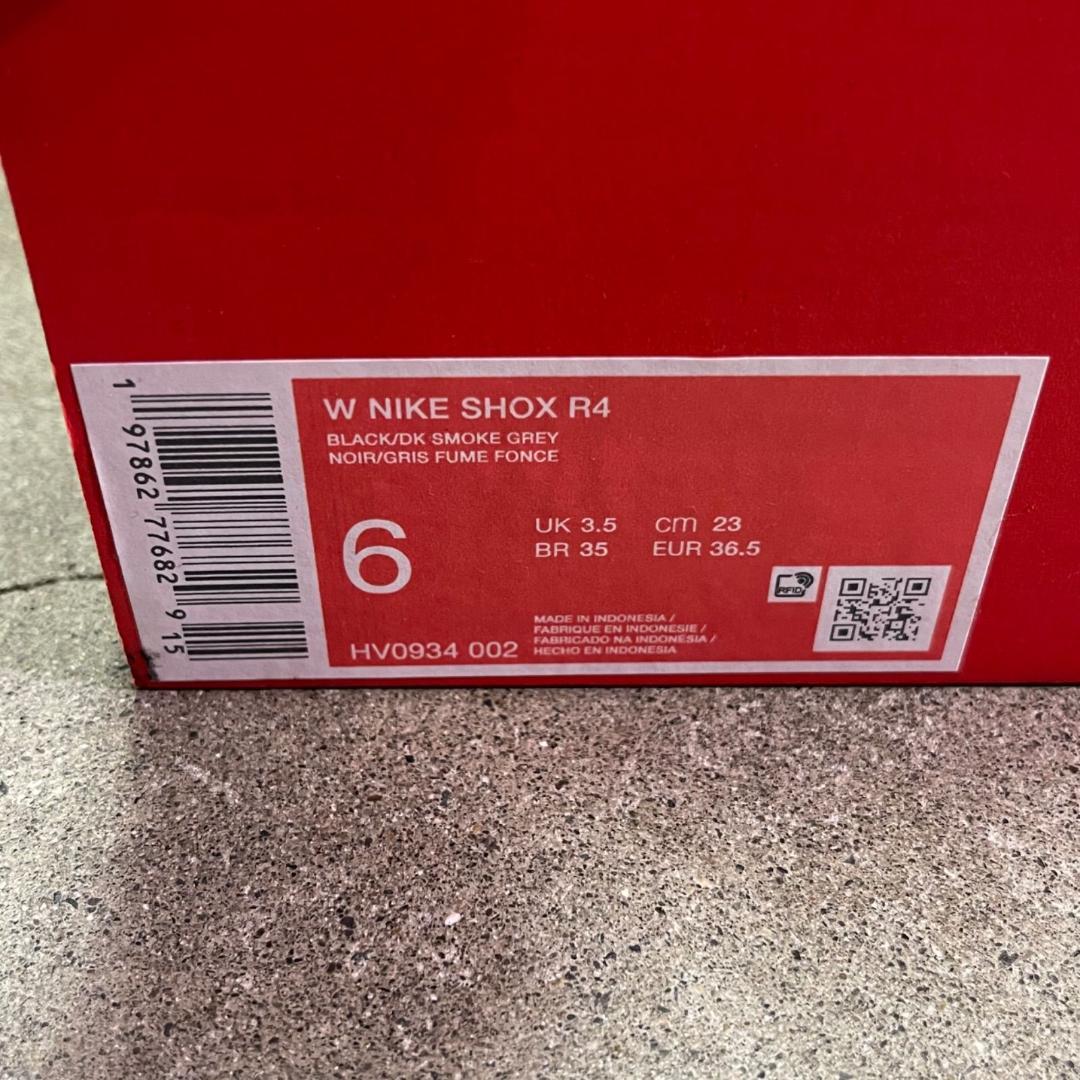 W NIKE SHOX R4
BLACK/DK SMOKE GREY
NOIR/GRIS FUME FONCE
6
UK 3.5 cm 23
BR 35 EUR 36.5
RFID
HV0934 002
MADE IN INDONESIA /
FABRIQUE EN INDONESIE /
FABRICADO NA INDONÉSIA /
HECHO EN INDONESIA
1 97862 77682 9 15